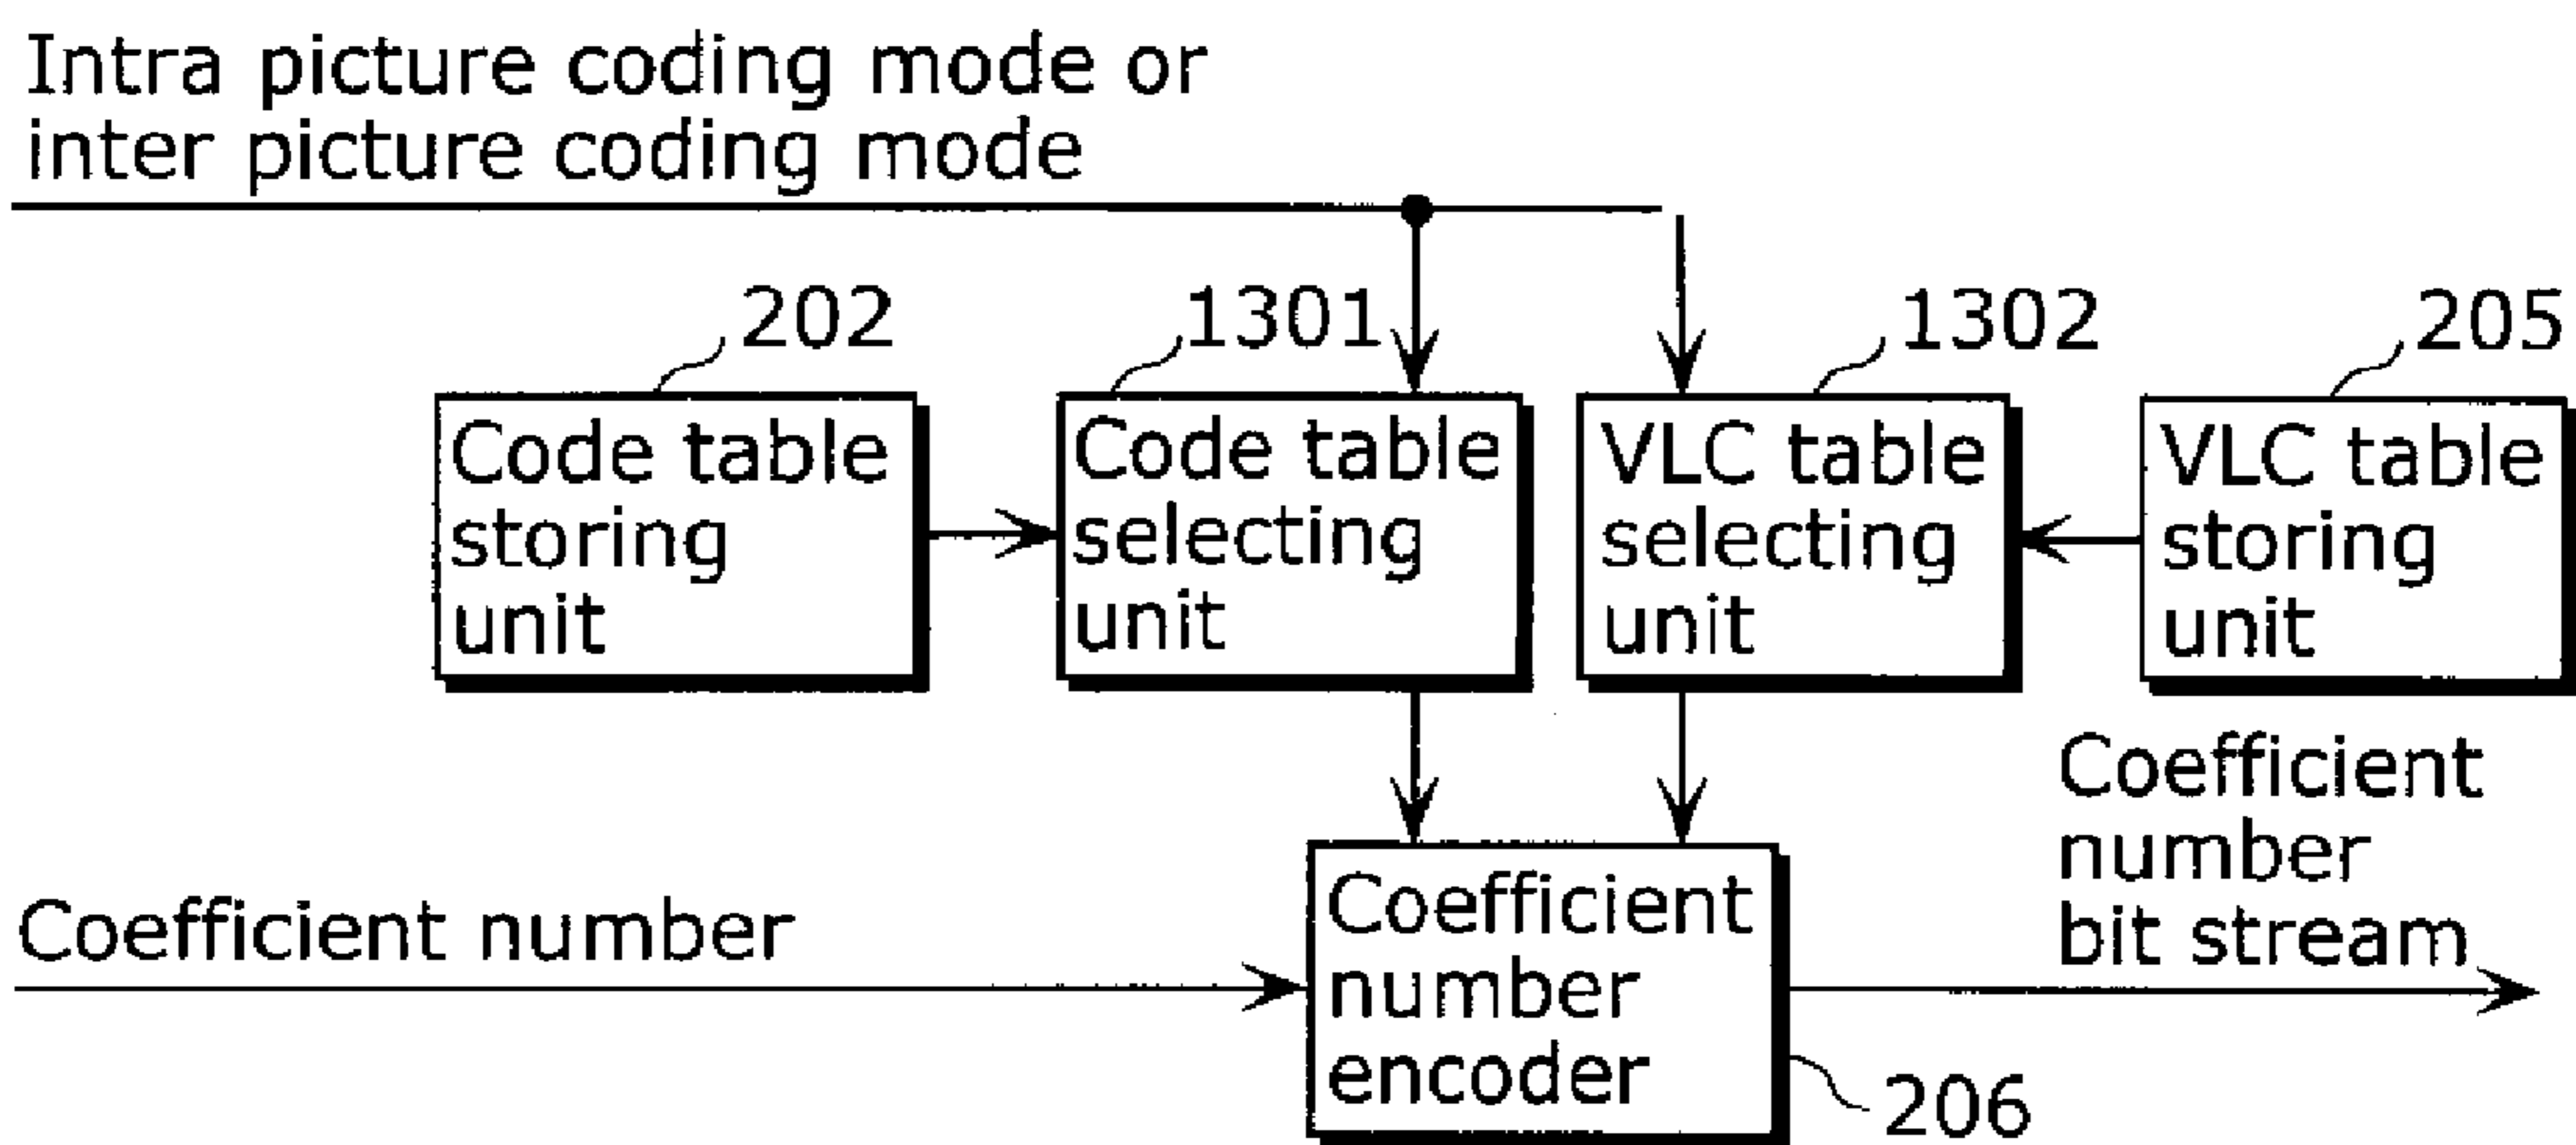 Intra picture coding mode or
inter picture coding mode
202
1301
1302
205
Code table
storing
unit
Code table
selecting
unit
VLC table
selecting
unit
VLC table
storing
unit
Coefficient number
Coefficient
number
encoder
206
Coefficient
number
bit stream